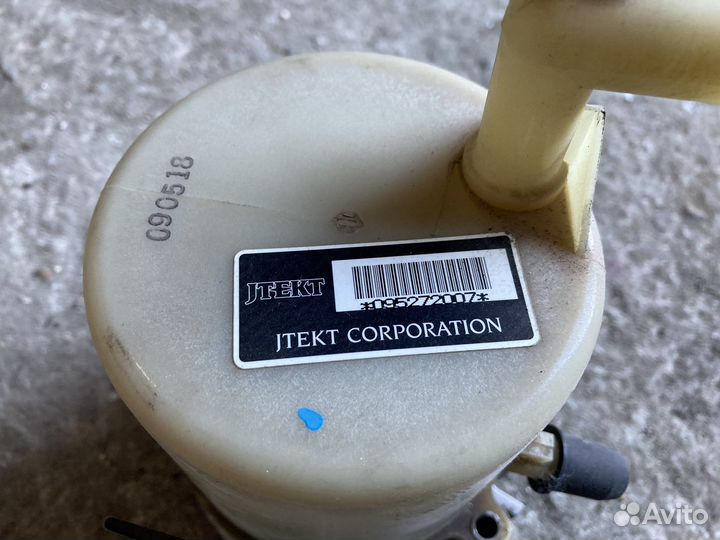 090518
JTEKT
*095272007*
JTEKT CORPORATION
Avito